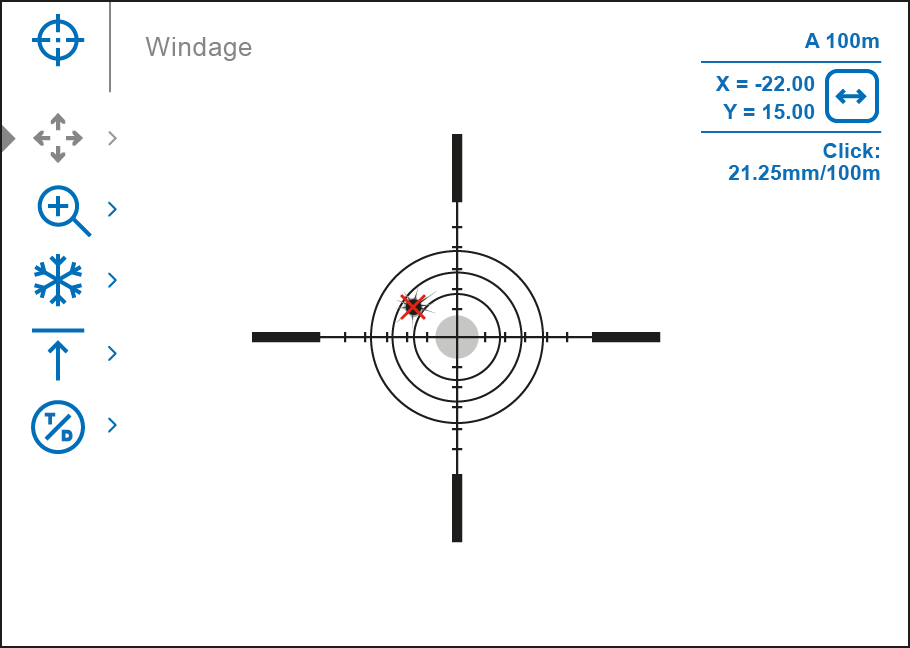 Windage
A 100m
X = -22.00
Y = 15.00
Click:
21.25mm/100m
T/D